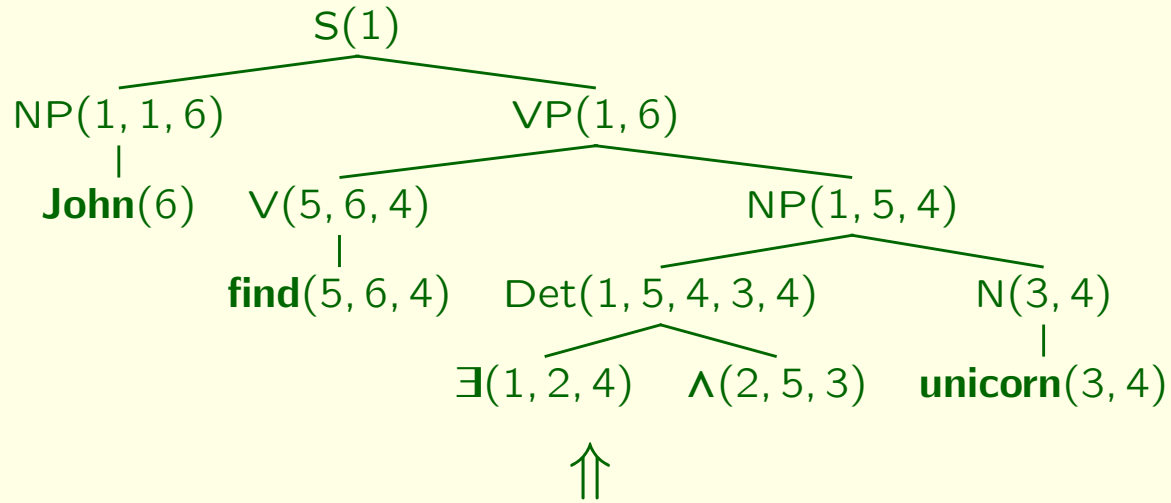 S(1)
NP(1, 1, 6) VP(1, 6)
John(6) V(5, 6, 4) NP(1, 5, 4)
find(5, 6, 4) Det(1, 5, 4, 3, 4) N(3, 4)
∃(1, 2, 4) ∧(2, 5, 3) unicorn(3, 4)
⇑